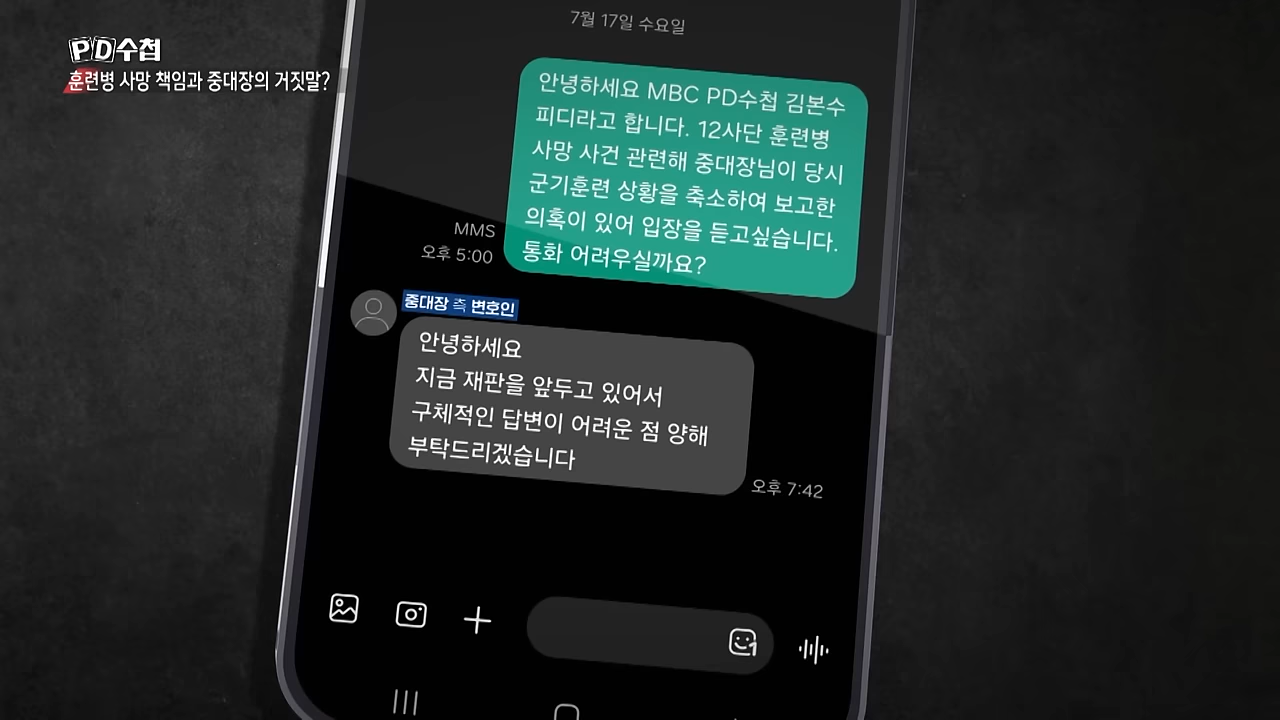 PD수첩
훈련병 사망 책임과 중대장의 거짓말?
7월 17일 수요일
안녕하세요 MBC PD수첩 김본수
피디라고 합니다. 12사단 훈련병
사망 사건 관련해 중대장님이 당시
군기훈련 상황을 축소하여 보고한
의혹이 있어 입장을 듣고싶습니다.
통화 어려우실까요?
MMS
오후 5:00
중대장 측 변호인
안녕하세요
지금 재판을 앞두고 있어서
구체적인 답변이 어려운 점 양해
부탁드리겠습니다
오후 7:42